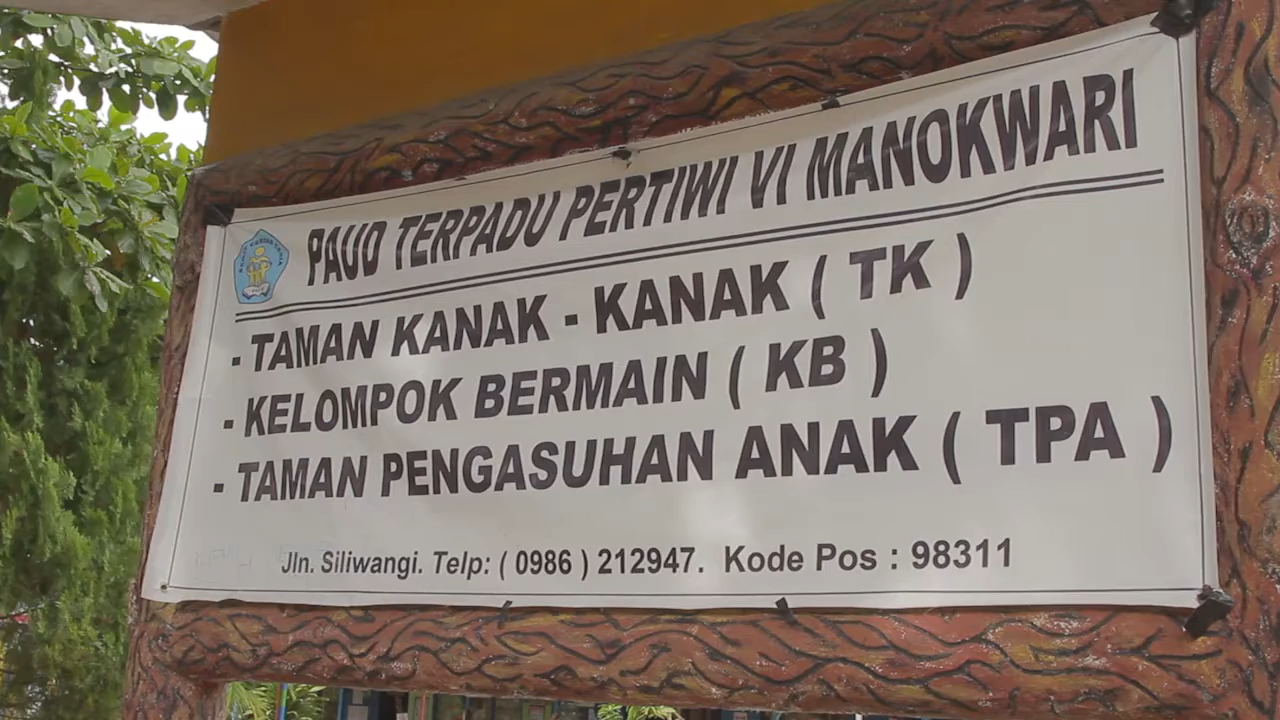 PAUD TERPADU PERTIWI VI MANOKWARI
- TAMAN KANAK - KANAK ( TK )
- KELOMPOK BERMAIN ( KB )
- TAMAN PENGASUHAN ANAK ( TPA )
Jln. Siliwangi. Telp: ( 0986 ) 212947. Kode Pos : 98311